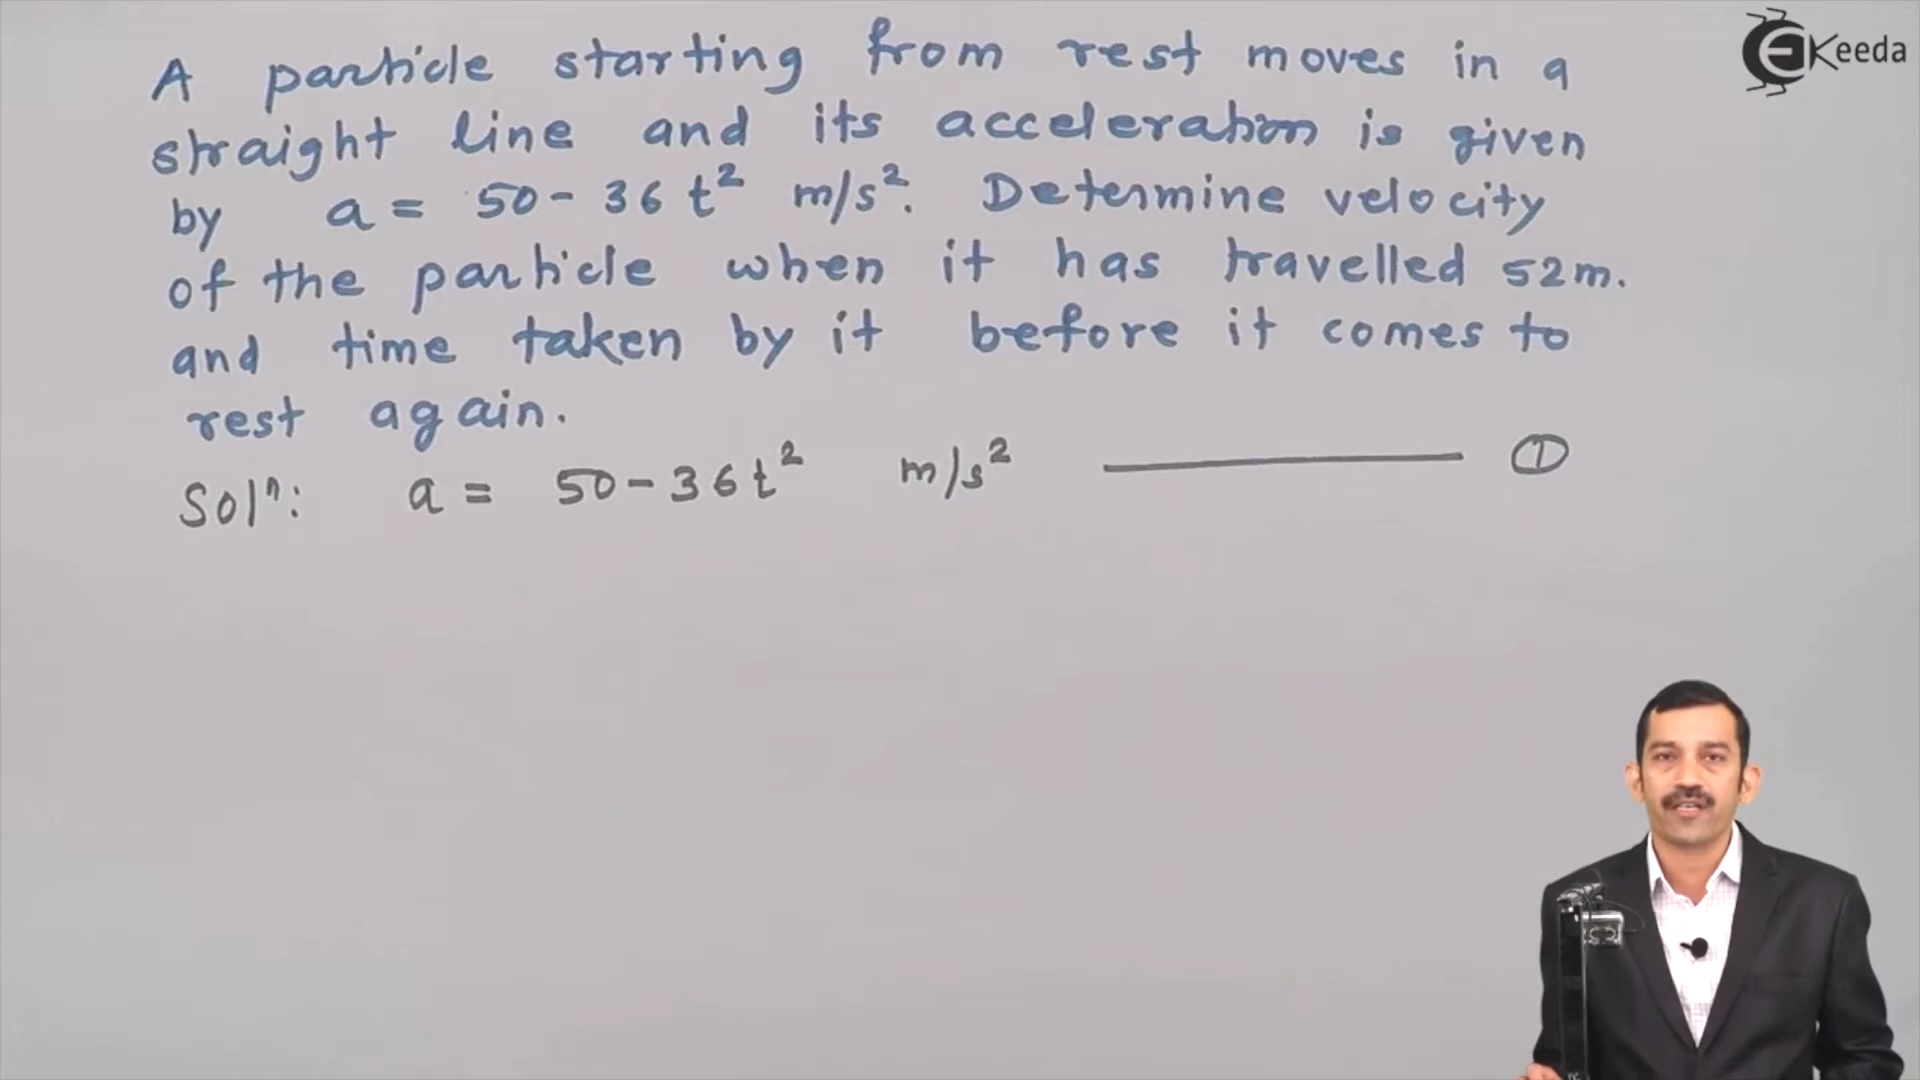 EKeeda
A particle starting from rest moves in a
straight line and its acceleration is given
by a = 50 - 36 t² m/s². Determine velocity
of the particle when it has travelled 52m.
and time taken by it before it comes to
rest again.
Solⁿ: a = 50 - 36t² m/s² ——— ①